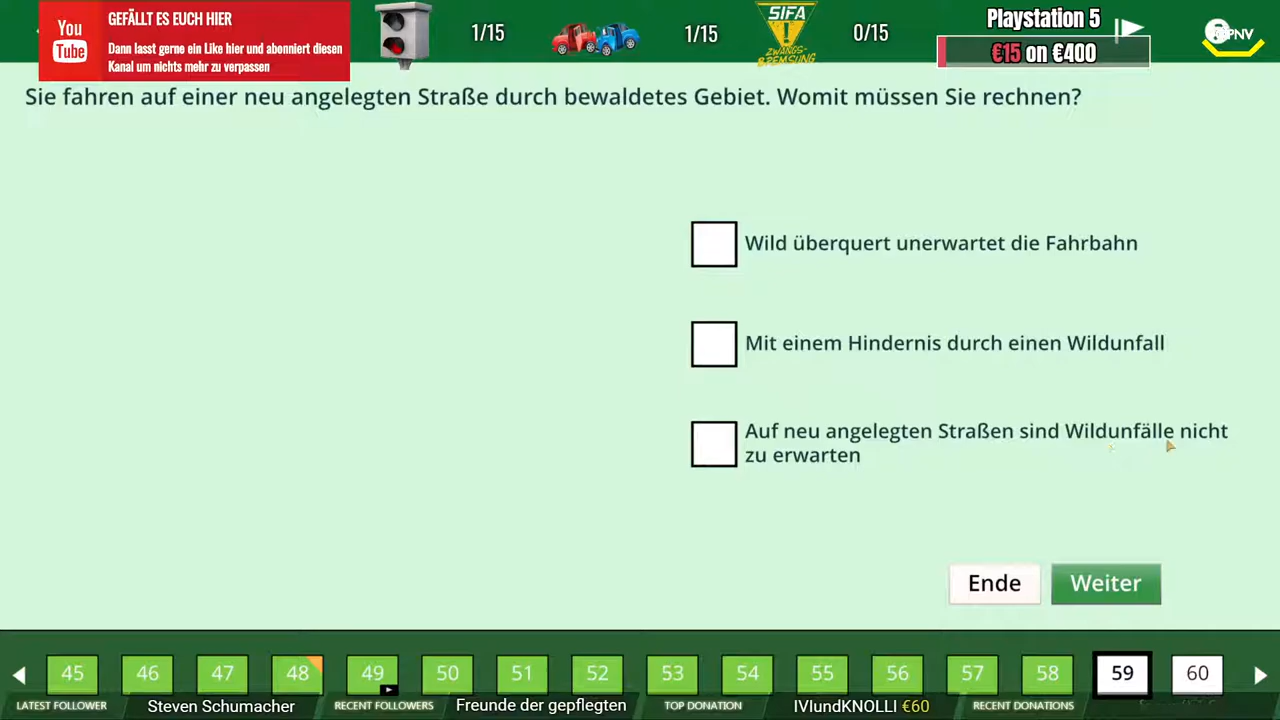 You
Tube
GEFÄLLT ES EUCH HIER
Dann lasst gerne ein Like hier und abonniert diesen
Kanal um nichts mehr zu verpassen
1/15
1/15
SIFA
ZWANGS-
BREMSUNG
0/15
Playstation 5
€15 on €400
ÖPNV
Sie fahren auf einer neu angelegten Straße durch bewaldetes Gebiet. Womit müssen Sie rechnen?
Wild überquert unerwartet die Fahrbahn
Mit einem Hindernis durch einen Wildunfall
Auf neu angelegten Straßen sind Wildunfälle nicht
zu erwarten
Ende
Weiter
45 46 47 48 49 50 51 52 53 54 55 56 57 58 59 60
LATEST FOLLOWER Steven Schumacher RECENT FOLLOWERS Freunde der gepflegten TOP DONATION IVIundKNOLLI €60 RECENT DONATIONS